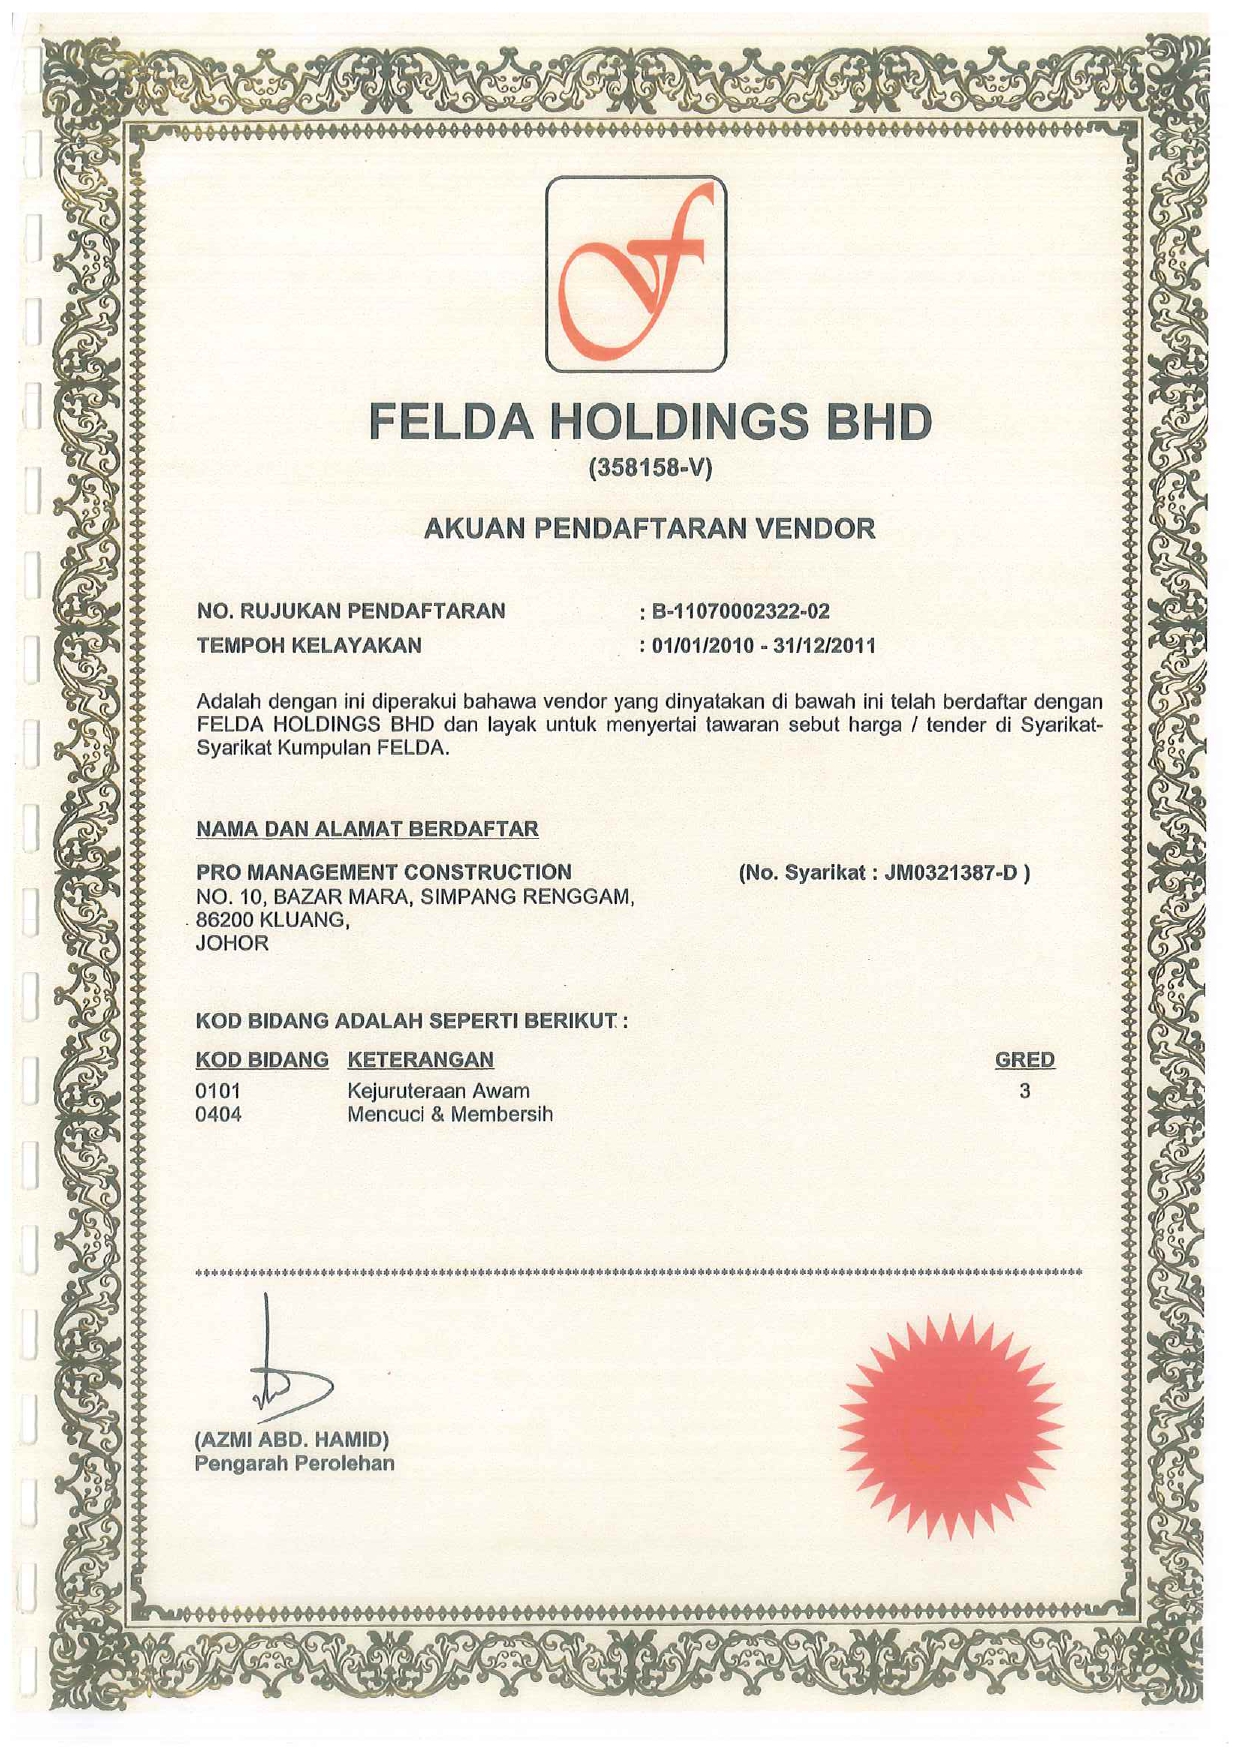 FELDA HOLDINGS BHD
(358158-V)
AKUAN PENDAFTARAN VENDOR
NO. RUJUKAN PENDAFTARAN : B-11070002322-02
TEMPOH KELAYAKAN : 01/01/2010 - 31/12/2011
Adalah dengan ini diperakui bahawa vendor yang dinyatakan di bawah ini telah berdaftar dengan
FELDA HOLDINGS BHD dan layak untuk menyertai tawaran sebut harga / tender di Syarikat-
Syarikat Kumpulan FELDA.
NAMA DAN ALAMAT BERDAFTAR
PRO MANAGEMENT CONSTRUCTION (No. Syarikat : JM0321387-D )
NO. 10, BAZAR MARA, SIMPANG RENGGAM,
86200 KLUANG,
JOHOR
KOD BIDANG ADALAH SEPERTI BERIKUT :
KOD BIDANG KETERANGAN GRED
0101 Kejuruteraan Awam 3
0404 Mencuci & Membersih
(AZMI ABD. HAMID)
Pengarah Perolehan